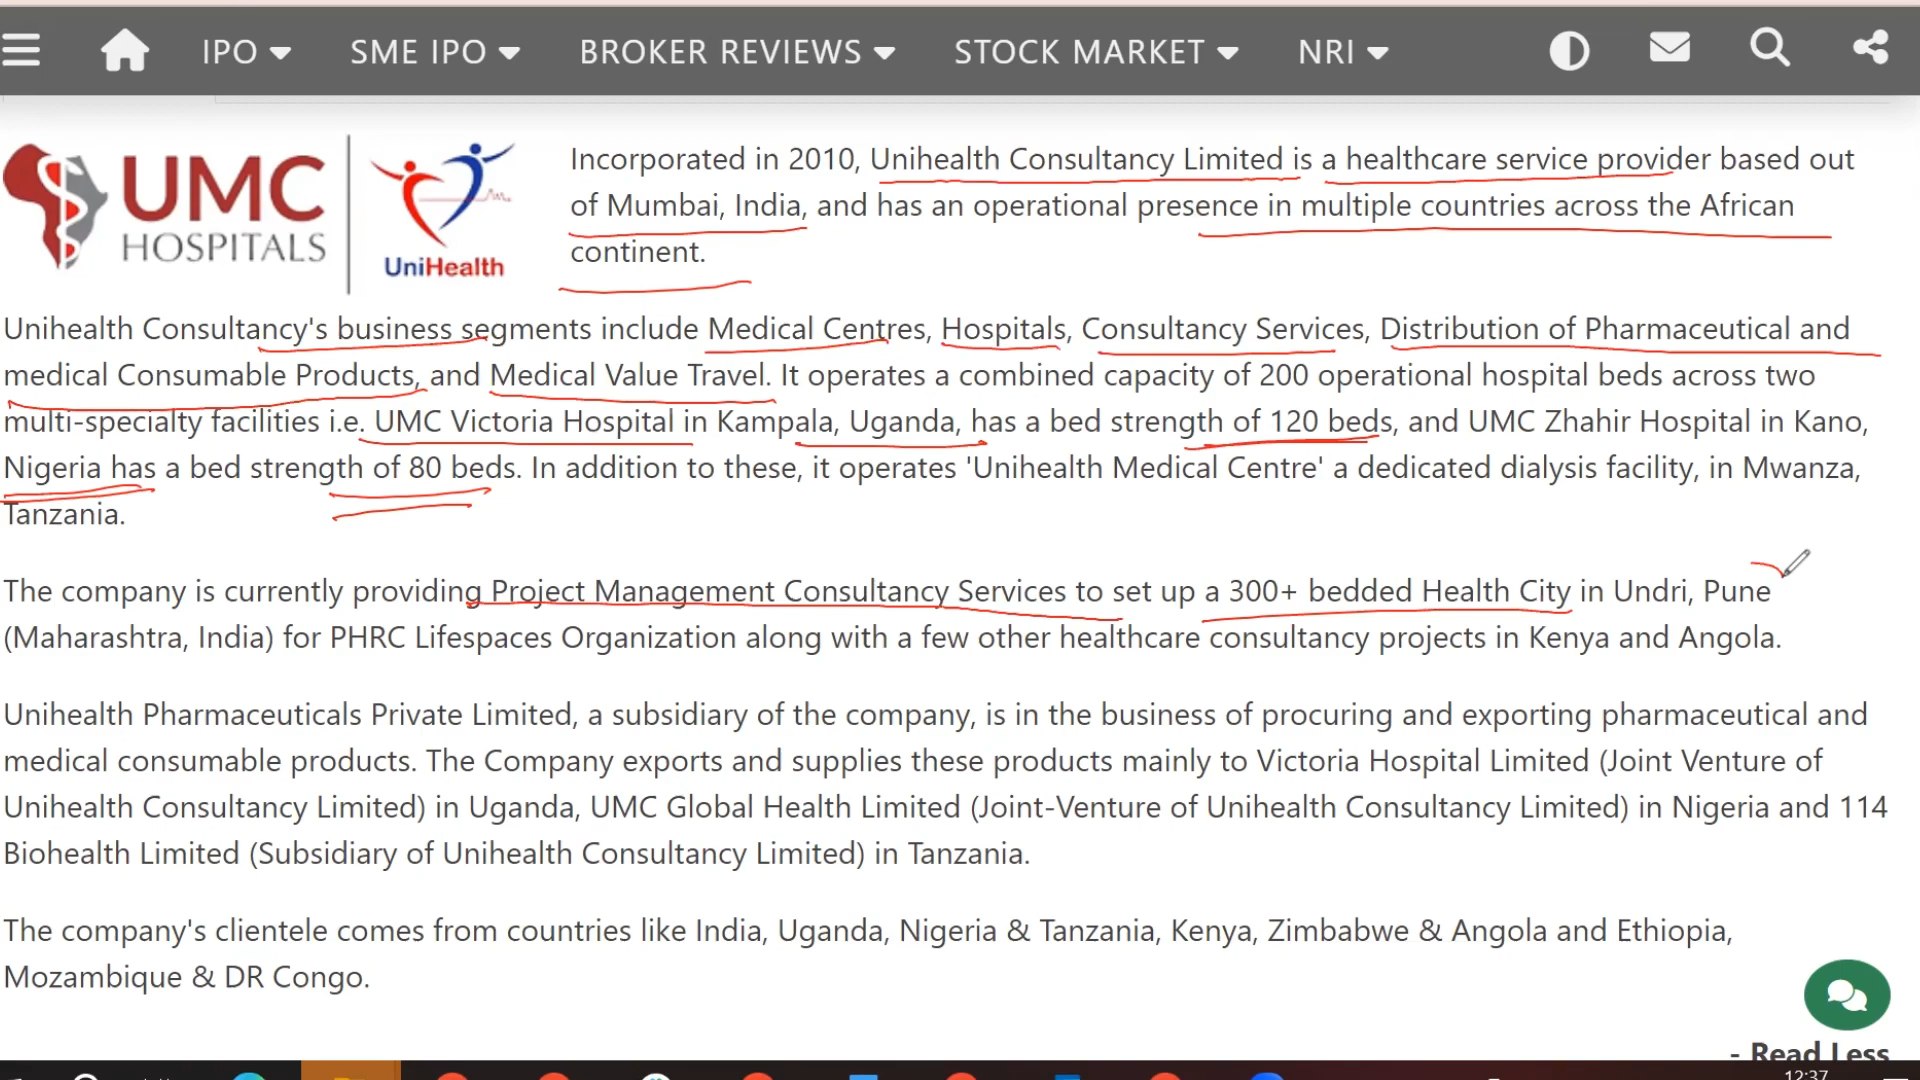 IPO SME IPO BROKER REVIEWS STOCK MARKET NRI
UMC
HOSPITALS
UniHealth
Incorporated in 2010, Unihealth Consultancy Limited is a healthcare service provider based out
of Mumbai, India, and has an operational presence in multiple countries across the African
continent.
Unihealth Consultancy's business segments include Medical Centres, Hospitals, Consultancy Services, Distribution of Pharmaceutical and
medical Consumable Products, and Medical Value Travel. It operates a combined capacity of 200 operational hospital beds across two
multi-specialty facilities i.e. UMC Victoria Hospital in Kampala, Uganda, has a bed strength of 120 beds, and UMC Zhahir Hospital in Kano,
Nigeria has a bed strength of 80 beds. In addition to these, it operates 'Unihealth Medical Centre' a dedicated dialysis facility, in Mwanza,
Tanzania.
The company is currently providing Project Management Consultancy Services to set up a 300+ bedded Health City in Undri, Pune
(Maharashtra, India) for PHRC Lifespaces Organization along with a few other healthcare consultancy projects in Kenya and Angola.
Unihealth Pharmaceuticals Private Limited, a subsidiary of the company, is in the business of procuring and exporting pharmaceutical and
medical consumable products. The Company exports and supplies these products mainly to Victoria Hospital Limited (Joint Venture of
Unihealth Consultancy Limited) in Uganda, UMC Global Health Limited (Joint-Venture of Unihealth Consultancy Limited) in Nigeria and 114
Biohealth Limited (Subsidiary of Unihealth Consultancy Limited) in Tanzania.
The company's clientele comes from countries like India, Uganda, Nigeria & Tanzania, Kenya, Zimbabwe & Angola and Ethiopia,
Mozambique & DR Congo.
- Read Less
12:37